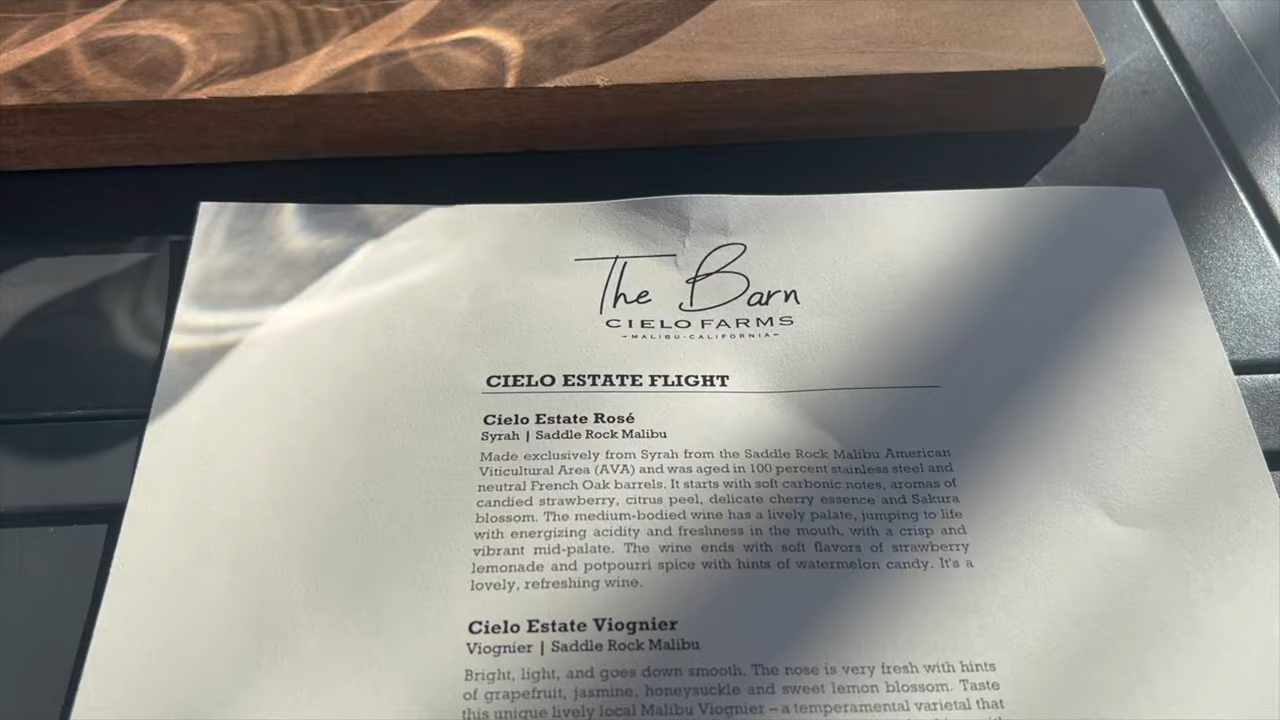 The Barn
CIELO FARMS
~MALIBU-CALIFORNIA~
CIELO ESTATE FLIGHT
Cielo Estate Rosé
Syrah | Saddle Rock Malibu
Made exclusively from Syrah from the Saddle Rock Malibu American
Viticultural Area (AVA) and was aged in 100 percent stainless steel and
neutral French Oak barrels. It starts with soft carbonic notes, aromas of
candied strawberry, citrus peel, delicate cherry essence and Sakura
blossom. The medium-bodied wine has a lively palate, jumping to life
with energizing acidity and freshness in the mouth, with a crisp and
vibrant mid-palate. The wine ends with soft flavors of strawberry
lemonade and potpourri spice with hints of watermelon candy. It's a
lovely, refreshing wine.
Cielo Estate Viognier
Viognier | Saddle Rock Malibu
Bright, light, and goes down smooth. The nose is very fresh with hints
of grapefruit, jasmine, honeysuckle and sweet lemon blossom. Taste
this unique lively local Malibu Viognier – a temperamental varietal that